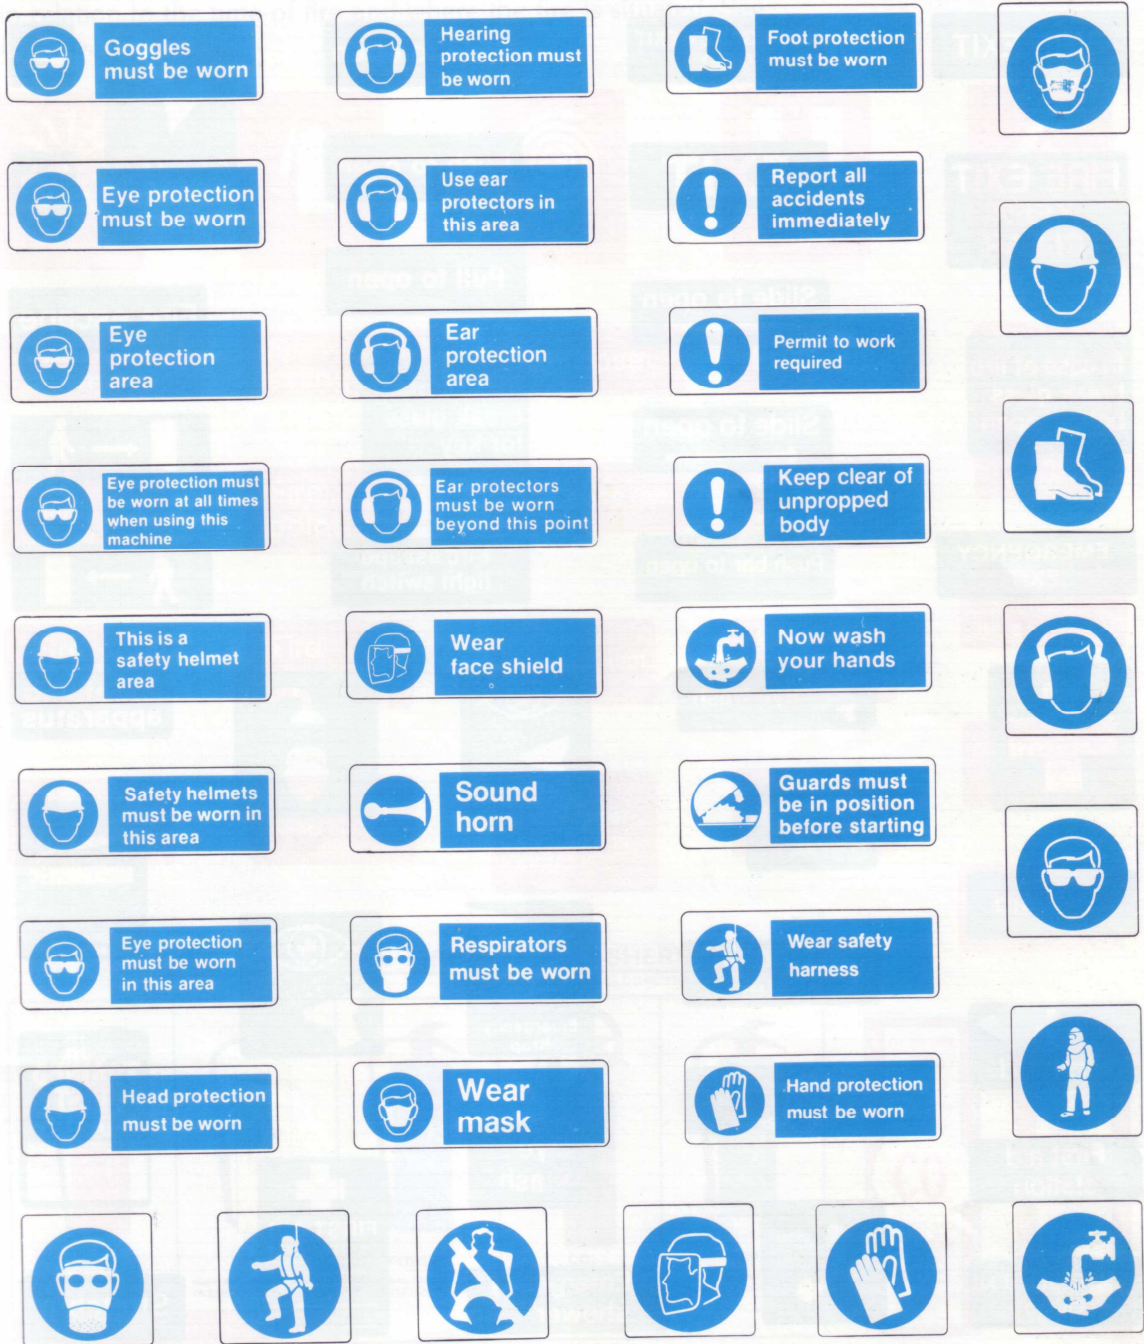 Goggles
must be worn
Hearing
protection must
be worn
Foot protection
must be worn
Eye protection
must be worn
Use ear
protectors in
this area
Report all
accidents
immediately
Eye
protection
area
Ear
protection
area
Permit to work
required
Eye protection must
be worn at all times
when using this
machine
Ear protectors
must be worn
beyond this point
Keep clear of
unpropped
body
This is a
safety helmet
area
Wear
face shield
Now wash
your hands
Safety helmets
must be worn in
this area
Sound
horn
Guards must
be in position
before starting
Eye protection
must be worn
in this area
Respirators
must be worn
Wear safety
harness
Head protection
must be worn
Wear
mask
Hand protection
must be worn